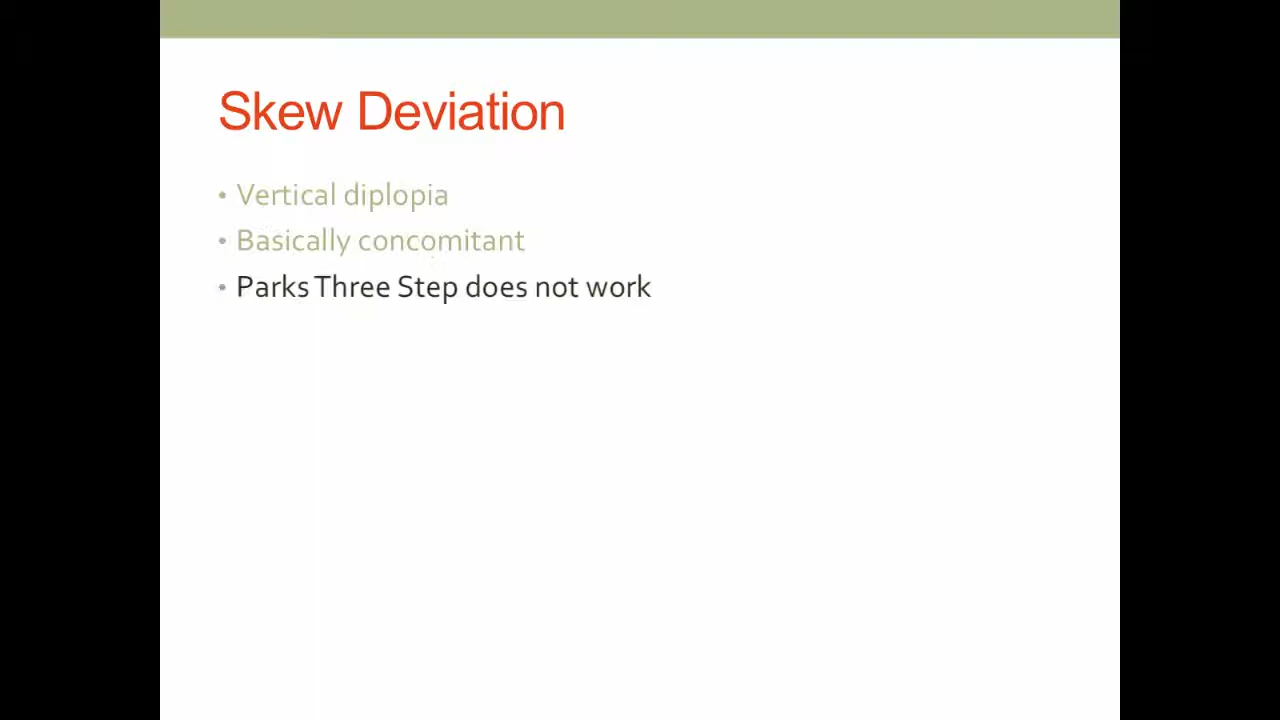 Skew Deviation
• Vertical diplopia
• Basically concomitant
• Parks Three Step does not work